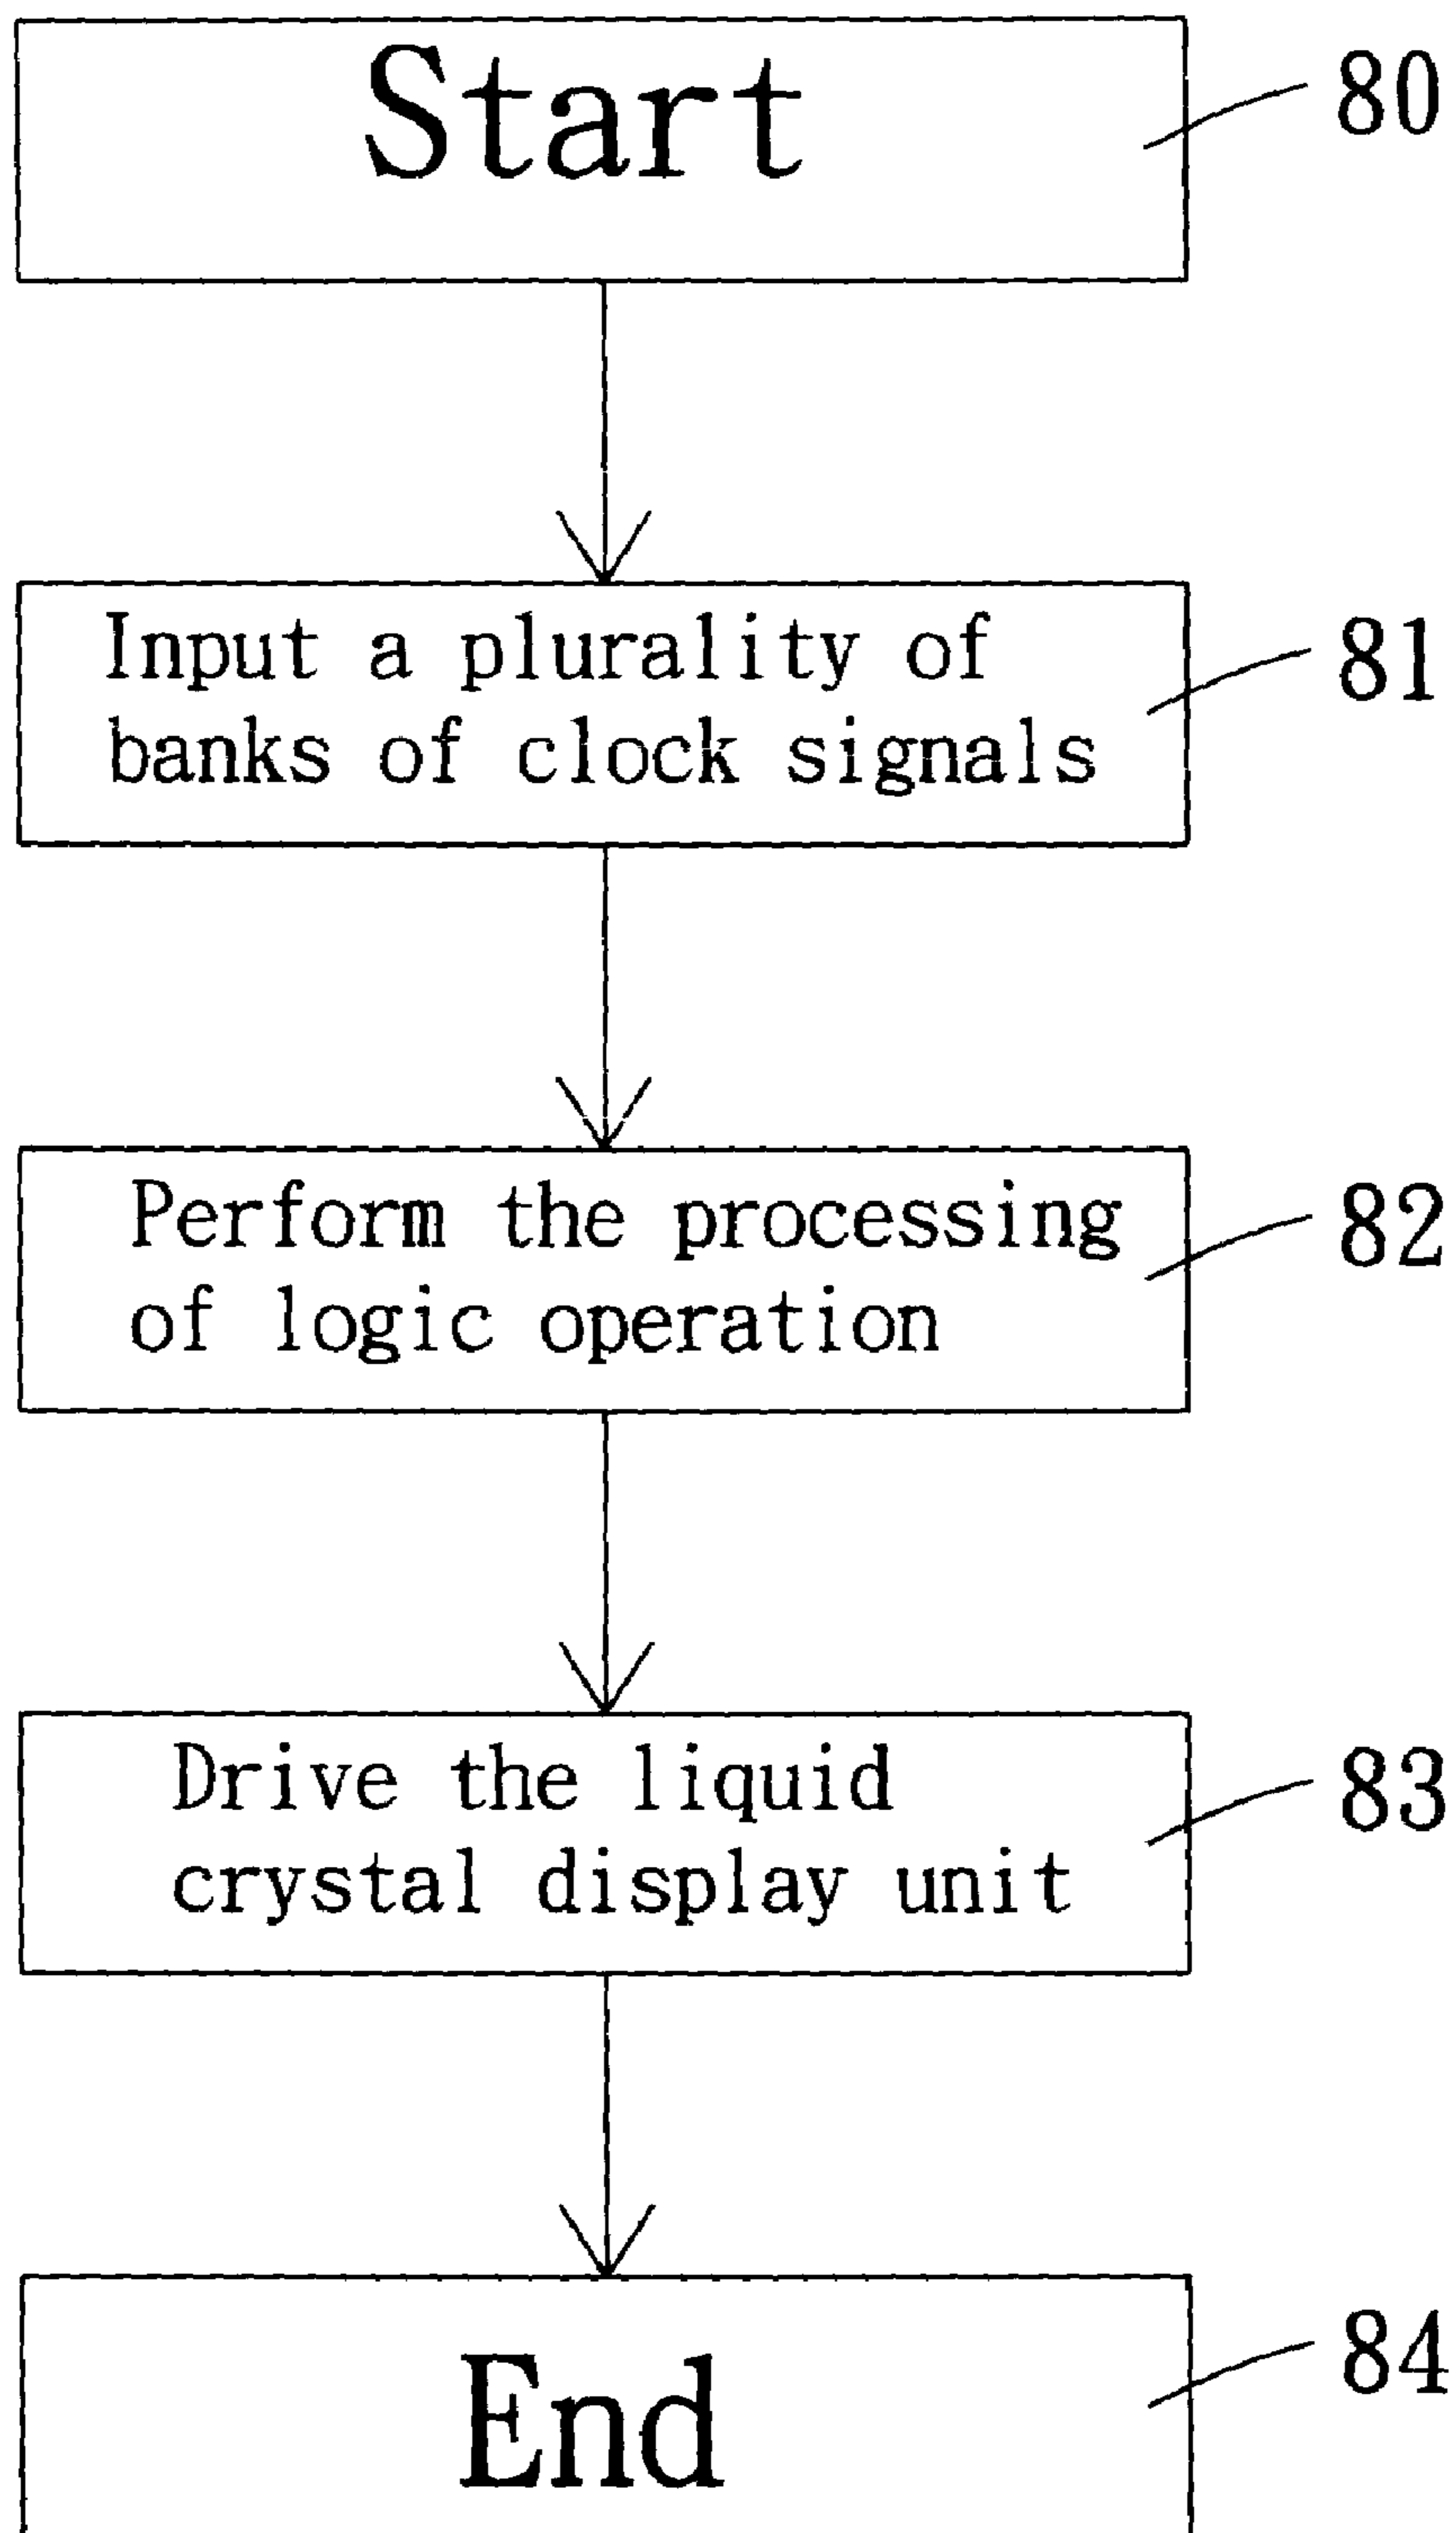 Start
80
Input a plurality of
banks of clock signals
81
Perform the processing
of logic operation
82
Drive the liquid
crystal display unit
83
End
84